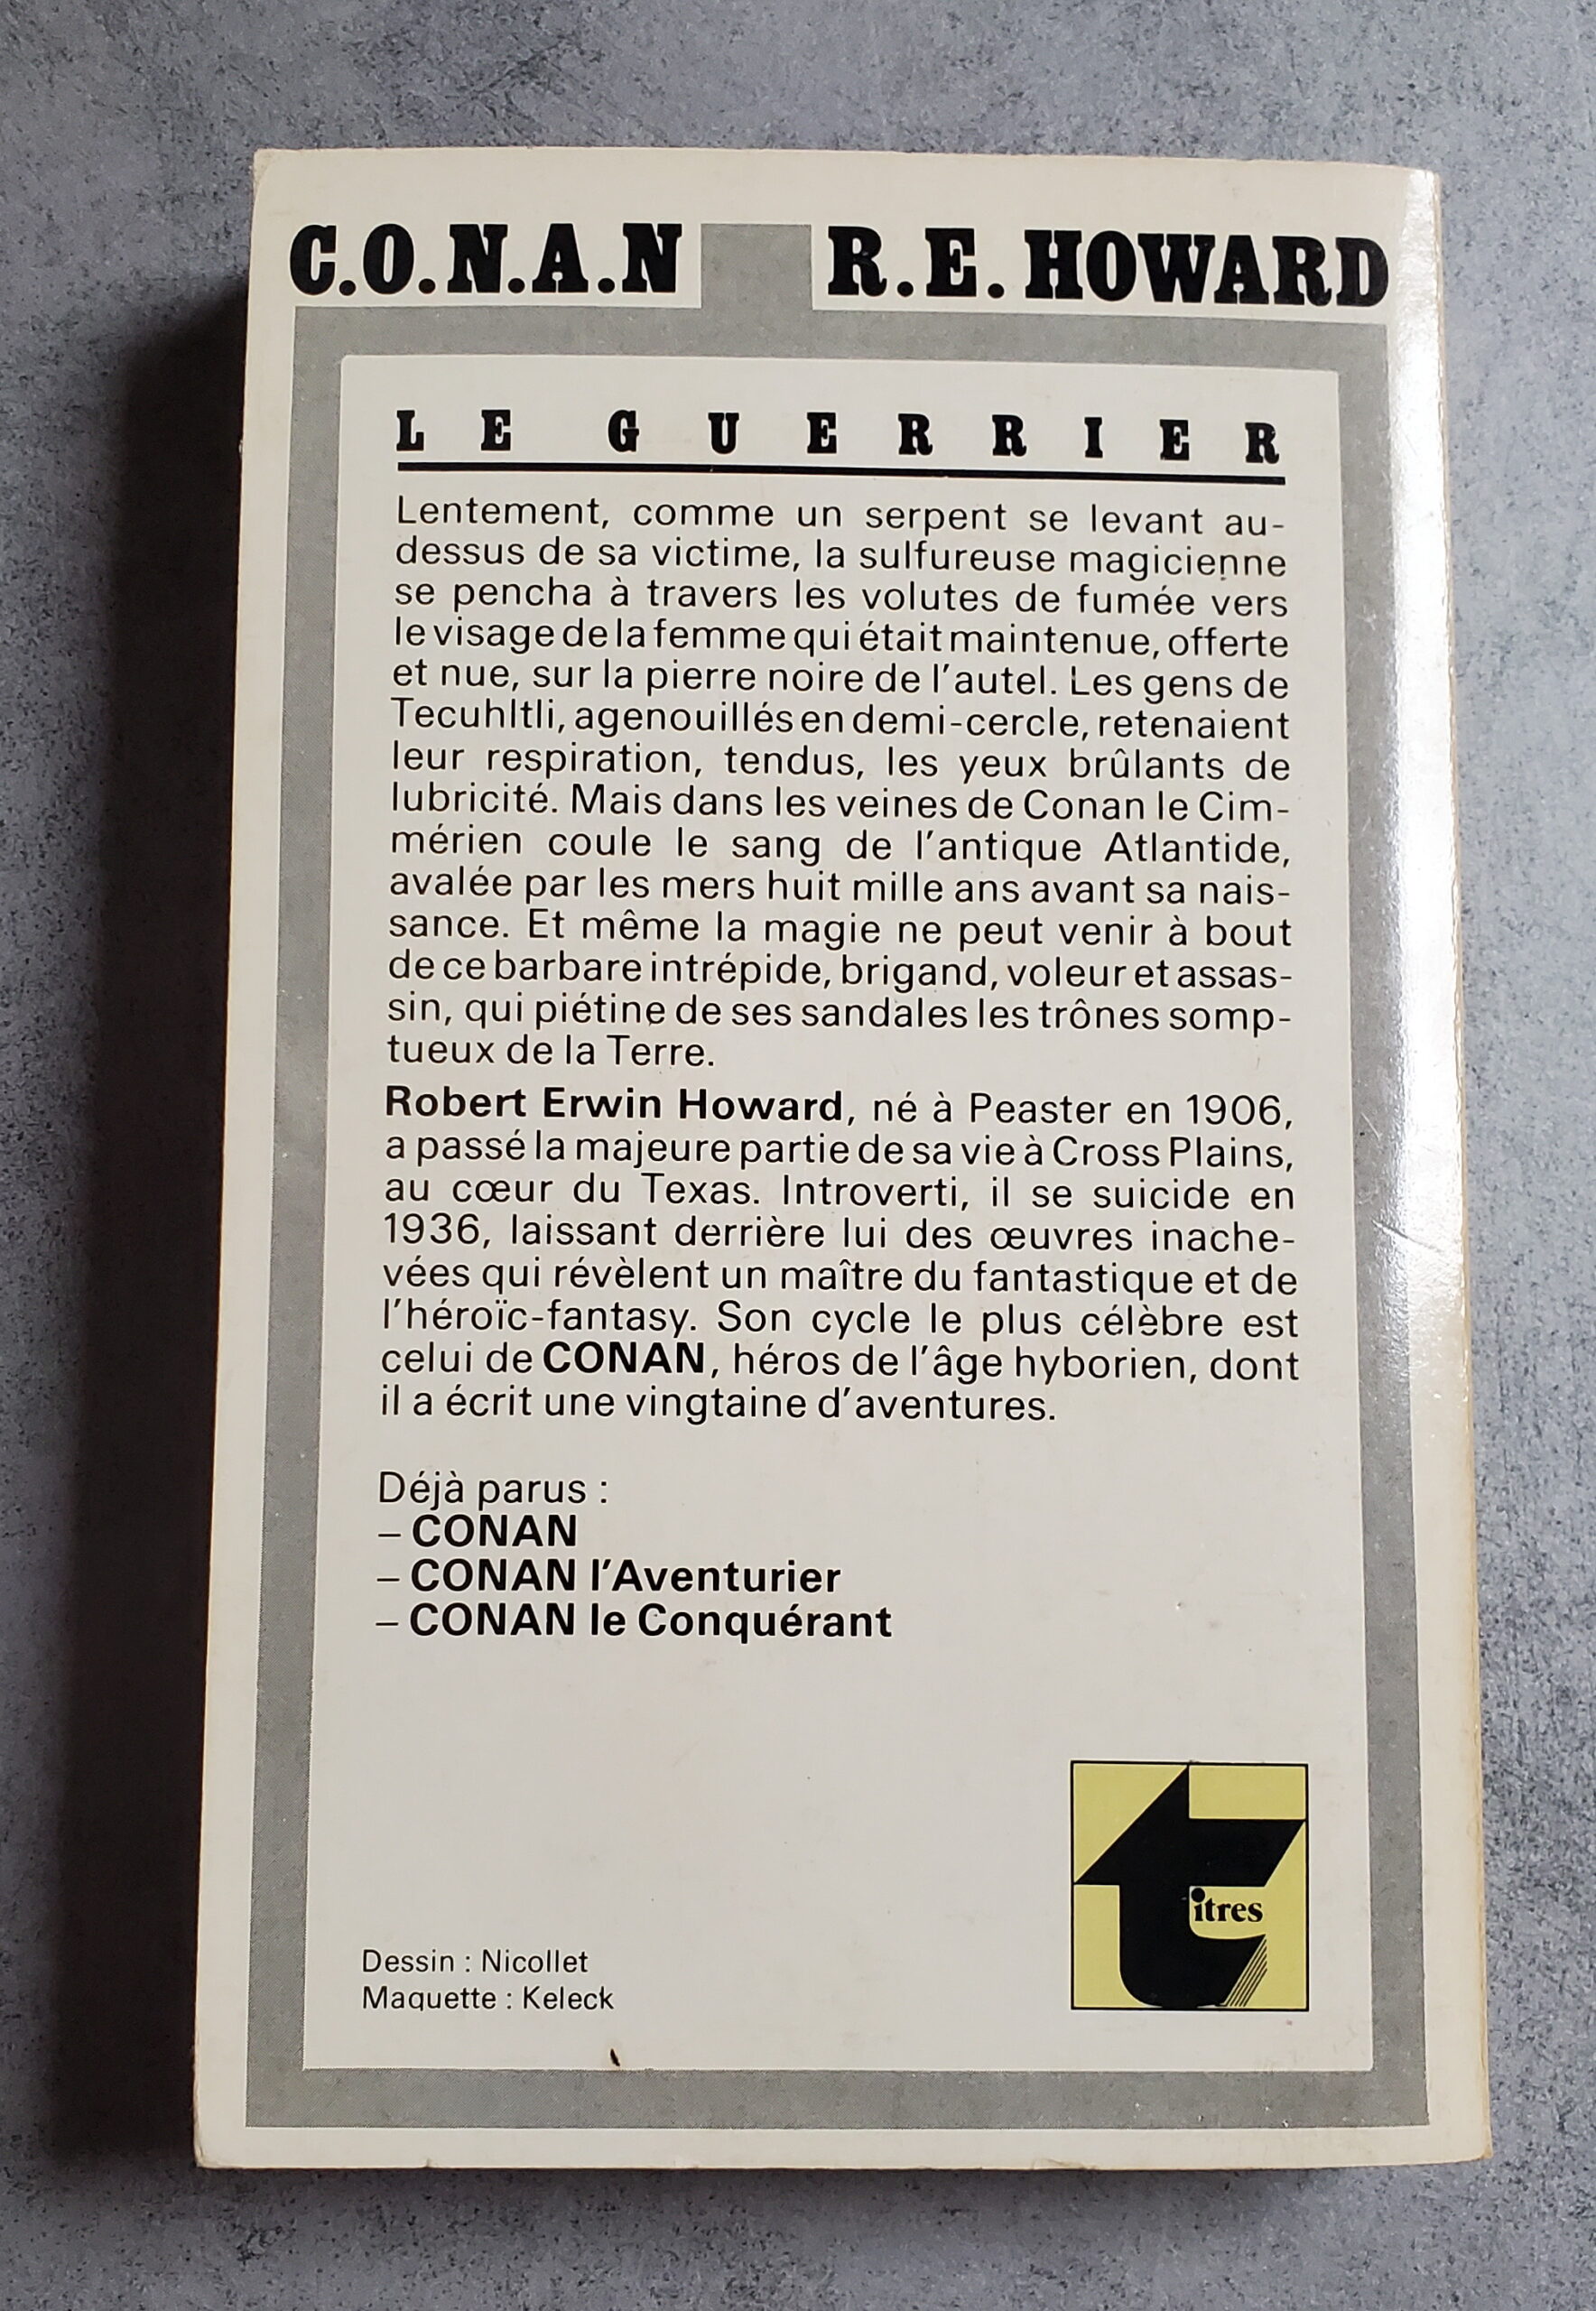 C.O.N.A.N R.E. HOWARD
LE GUERRIER
Lentement, comme un serpent se levant au-
dessus de sa victime, la sulfureuse magicienne
se pencha à travers les volutes de fumée vers
le visage de la femme qui était maintenue, offerte
et nue, sur la pierre noire de l'autel. Les gens de
Tecuhltli, agenouillés en demi-cercle, retenaient
leur respiration, tendus, les yeux brûlants de
lubricité. Mais dans les veines de Conan le Cim-
mérien coule le sang de l'antique Atlantide,
avalée par les mers huit mille ans avant sa nais-
sance. Et même la magie ne peut venir à bout
de ce barbare intrépide, brigand, voleur et assas-
sin, qui piétine de ses sandales les trônes somp-
tueux de la Terre.
Robert Erwin Howard, né à Peaster en 1906,
a passé la majeure partie de sa vie à Cross Plains,
au cœur du Texas. Introverti, il se suicide en
1936, laissant derrière lui des œuvres inache-
vées qui révèlent un maître du fantastique et de
l'héroïc-fantasy. Son cycle le plus célèbre est
celui de CONAN, héros de l'âge hyborien, dont
il a écrit une vingtaine d'aventures.
Déjà parus :
– CONAN
– CONAN l'Aventurier
– CONAN le Conquérant
titres
Dessin : Nicollet
Maquette : Keleck